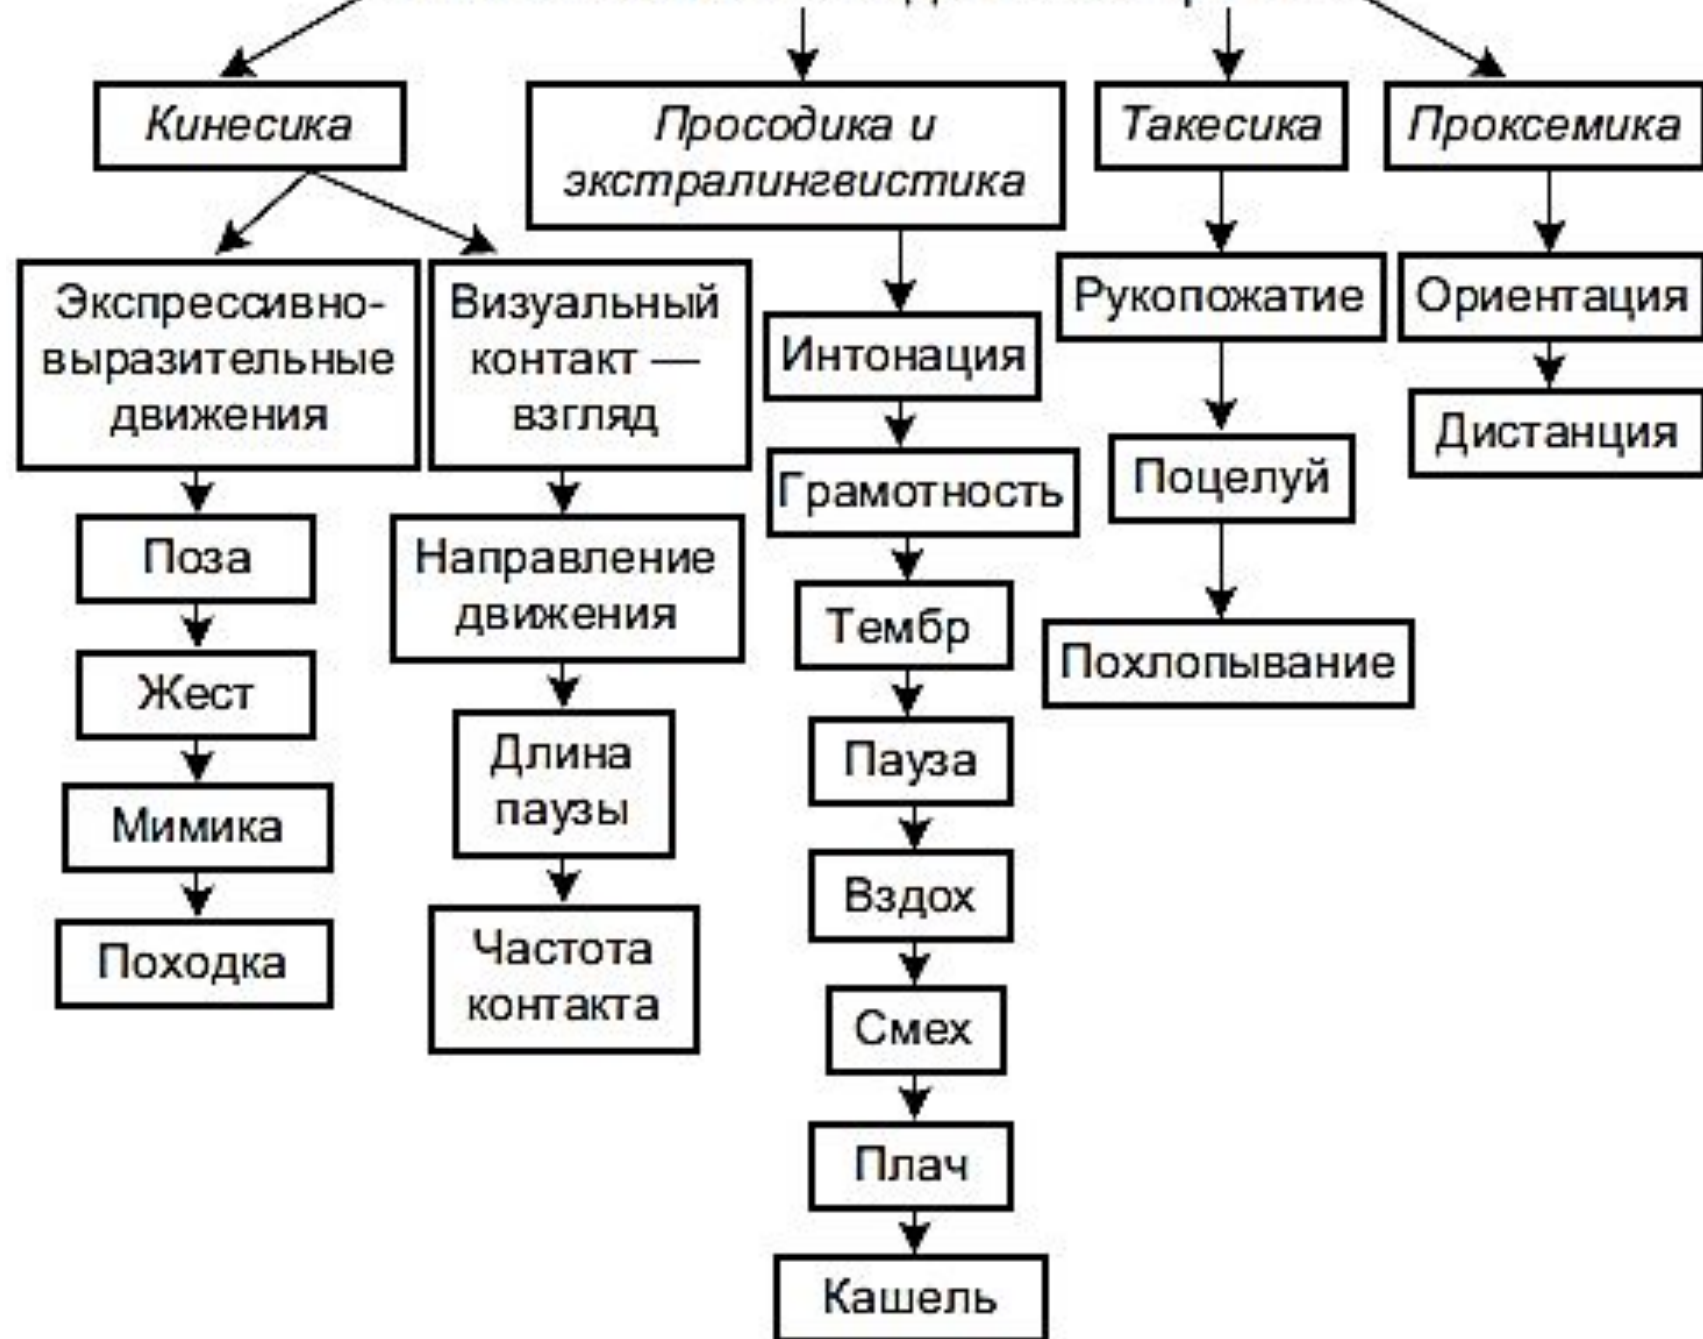 Кинесика
Просодика и
экстралингвистика
Такесика
Проксемика
Экспрессивно-
выразительные
движения
Визуальный
контакт —
взгляд
Интонация
Рукопожатие
Ориентация
Грамотность
Поцелуй
Дистанция
Поза
Направление
движения
Тембр
Похлопывание
Жест
Длина
паузы
Пауза
Мимика
Вздох
Походка
Частота
контакта
Смех
Плач
Кашель